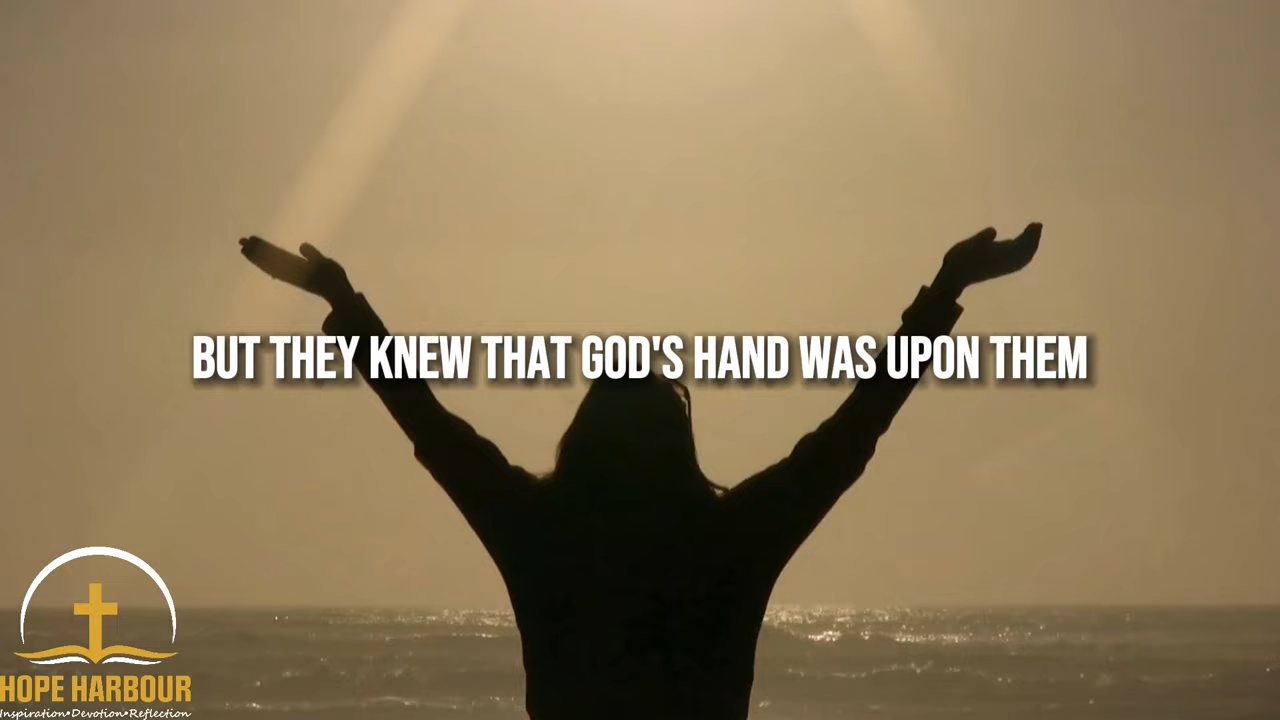 BUT THEY KNEW THAT GOD'S HAND WAS UPON THEM
HOPE HARBOUR
Inspiration•Devotion•Reflection